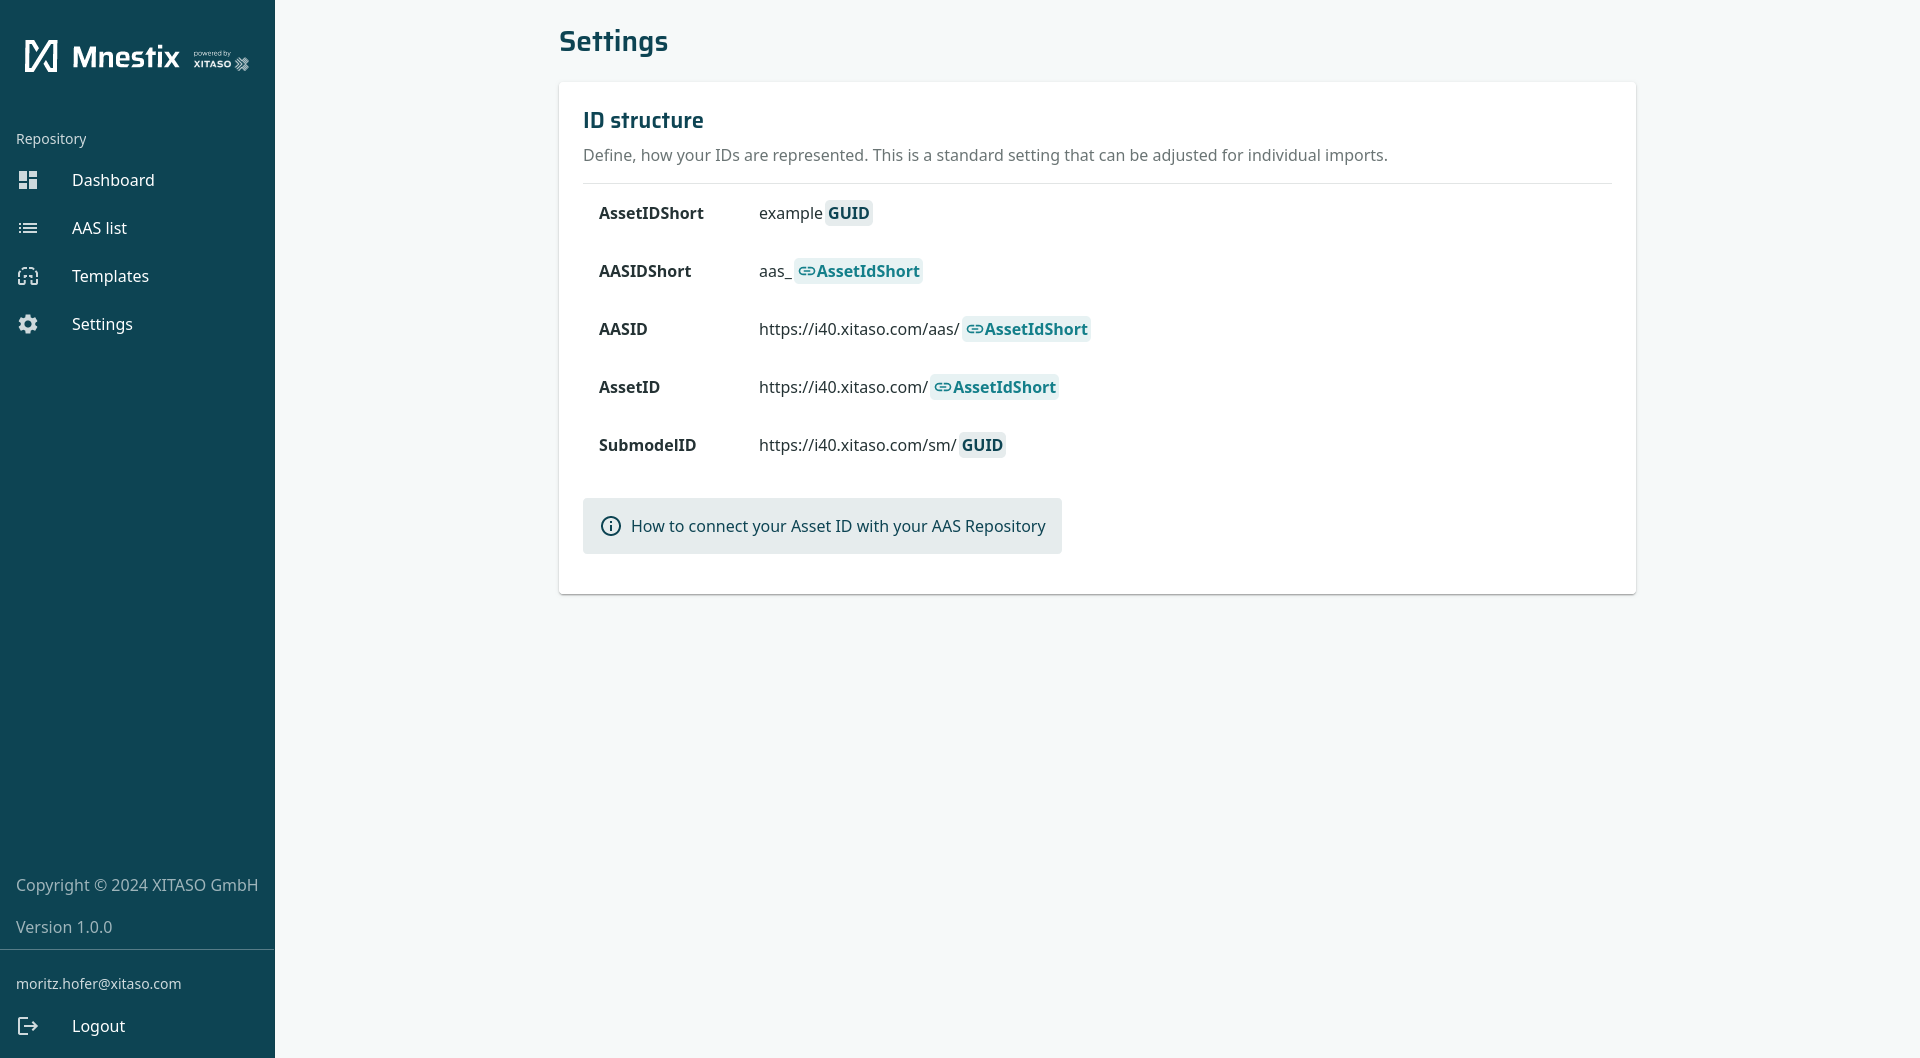 Mnestix
powered by
XITASO
Repository
Dashboard
AAS list
Templates
Settings
Copyright © 2024 XITASO GmbH
Version 1.0.0
moritz.hofer@xitaso.com
Logout
Settings
ID structure
Define, how your IDs are represented. This is a standard setting that can be adjusted for individual imports.
AssetIDShort example GUID
AASIDShort aas_ AssetIdShort
AASID https://i40.xitaso.com/aas/ AssetIdShort
AssetID https://i40.xitaso.com/ AssetIdShort
SubmodelID https://i40.xitaso.com/sm/ GUID
How to connect your Asset ID with your AAS Repository